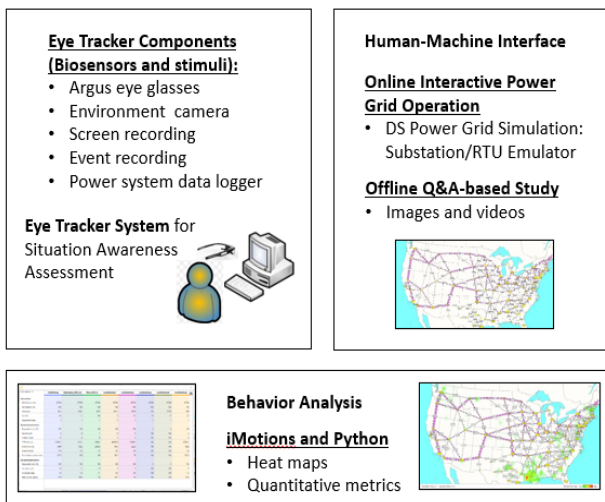 Eye Tracker Components
(Biosensors and stimuli):
• Argus eye glasses
• Environment camera
• Screen recording
• Event recording
• Power system data logger
Eye Tracker System for
Situation Awareness
Assessment
Human-Machine Interface
Online Interactive Power
Grid Operation
• DS Power Grid Simulation:
Substation/RTU Emulator
Offline Q&A-based Study
• Images and videos
Behavior Analysis
iMotions and Python
• Heat maps
• Quantitative metrics